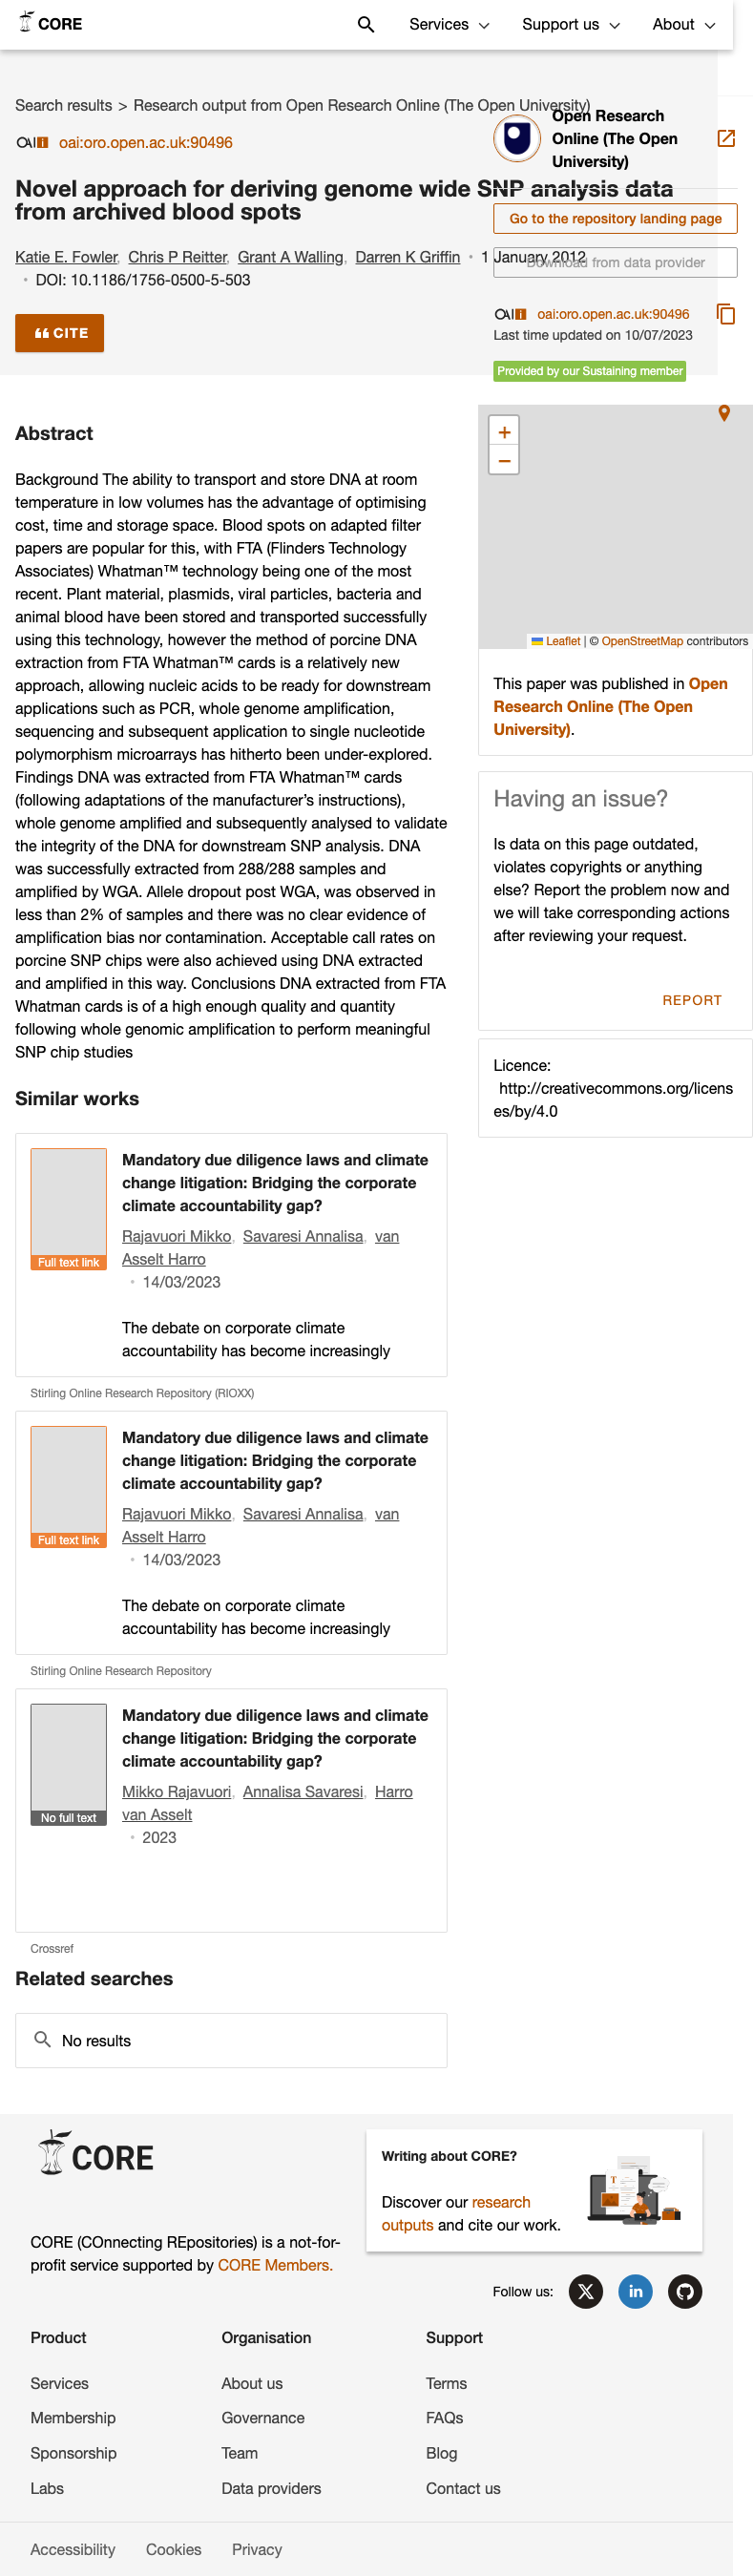 CORE
Services
Support us
About
Search results > Research output from Open Research Online (The Open University)
OAI oai:oro.open.ac.uk:90496
Novel approach for deriving genome wide SNP analysis data
from archived blood spots
Katie E. Fowler, Chris P Reitter, Grant A Walling, Darren K Griffin • 1 January 2012
• DOI: 10.1186/1756-0500-5-503
CITE
Open Research
Online (The Open
University)
Go to the repository landing page
Download from data provider
OAI oai:oro.open.ac.uk:90496
Last time updated on 10/07/2023
Provided by our Sustaining member
Abstract
Background The ability to transport and store DNA at room
temperature in low volumes has the advantage of optimising
cost, time and storage space. Blood spots on adapted filter
papers are popular for this, with FTA (Flinders Technology
Associates) Whatman™ technology being one of the most
recent. Plant material, plasmids, viral particles, bacteria and
animal blood have been stored and transported successfully
using this technology, however the method of porcine DNA
extraction from FTA Whatman™ cards is a relatively new
approach, allowing nucleic acids to be ready for downstream
applications such as PCR, whole genome amplification,
sequencing and subsequent application to single nucleotide
polymorphism microarrays has hitherto been under-explored.
Findings DNA was extracted from FTA Whatman™ cards
(following adaptations of the manufacturer's instructions),
whole genome amplified and subsequently analysed to validate
the integrity of the DNA for downstream SNP analysis. DNA
was successfully extracted from 288/288 samples and
amplified by WGA. Allele dropout post WGA, was observed in
less than 2% of samples and there was no clear evidence of
amplification bias nor contamination. Acceptable call rates on
porcine SNP chips were also achieved using DNA extracted
and amplified in this way. Conclusions DNA extracted from FTA
Whatman cards is of a high enough quality and quantity
following whole genomic amplification to perform meaningful
SNP chip studies
+
−
Leaflet | © OpenStreetMap contributors
This paper was published in Open
Research Online (The Open
University).
Having an issue?
Is data on this page outdated,
violates copyrights or anything
else? Report the problem now and
we will take corresponding actions
after reviewing your request.
REPORT
Licence:
http://creativecommons.org/licens
es/by/4.0
Similar works
Mandatory due diligence laws and climate
change litigation: Bridging the corporate
climate accountability gap?
Rajavuori Mikko, Savaresi Annalisa, van
Asselt Harro
• 14/03/2023
Full text link
The debate on corporate climate
accountability has become increasingly
Stirling Online Research Repository (RIOXX)
Mandatory due diligence laws and climate
change litigation: Bridging the corporate
climate accountability gap?
Rajavuori Mikko, Savaresi Annalisa, van
Asselt Harro
• 14/03/2023
Full text link
The debate on corporate climate
accountability has become increasingly
Stirling Online Research Repository
Mandatory due diligence laws and climate
change litigation: Bridging the corporate
climate accountability gap?
Mikko Rajavuori, Annalisa Savaresi, Harro
van Asselt
• 2023
No full text
Crossref
Related searches
No results
CORE
Writing about CORE?
Discover our research
outputs and cite our work.
CORE (COnnecting REpositories) is a not-for-
profit service supported by CORE Members.
Follow us:
Product
Organisation
Support
Services
About us
Terms
Membership
Governance
FAQs
Sponsorship
Team
Blog
Labs
Data providers
Contact us
Accessibility
Cookies
Privacy